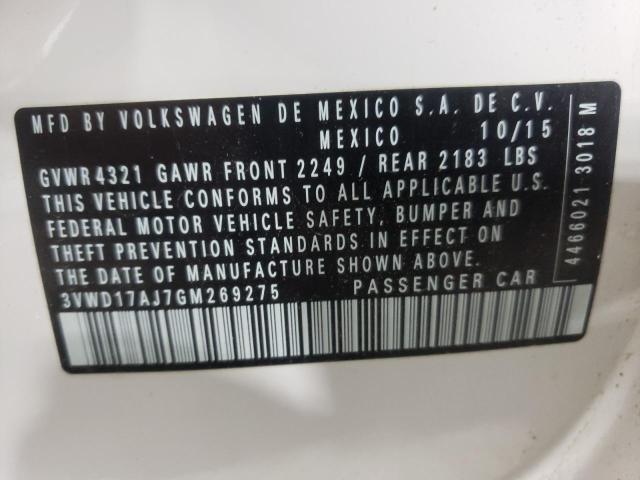 MFD BY VOLKSWAGEN DE MEXICO S.A. DE C.V.
MEXICO 10/15
GVWR 4321 GAWR FRONT 2249 / REAR 2183 LBS
THIS VEHICLE CONFORMS TO ALL APPLICABLE U.S.
FEDERAL MOTOR VEHICLE SAFETY, BUMPER AND
THEFT PREVENTION STANDARDS IN EFFECT ON
THE DATE OF MANUFACTURE SHOWN ABOVE.
3VWD17AJ7GM269275 PASSENGER CAR
4466021 3018 M